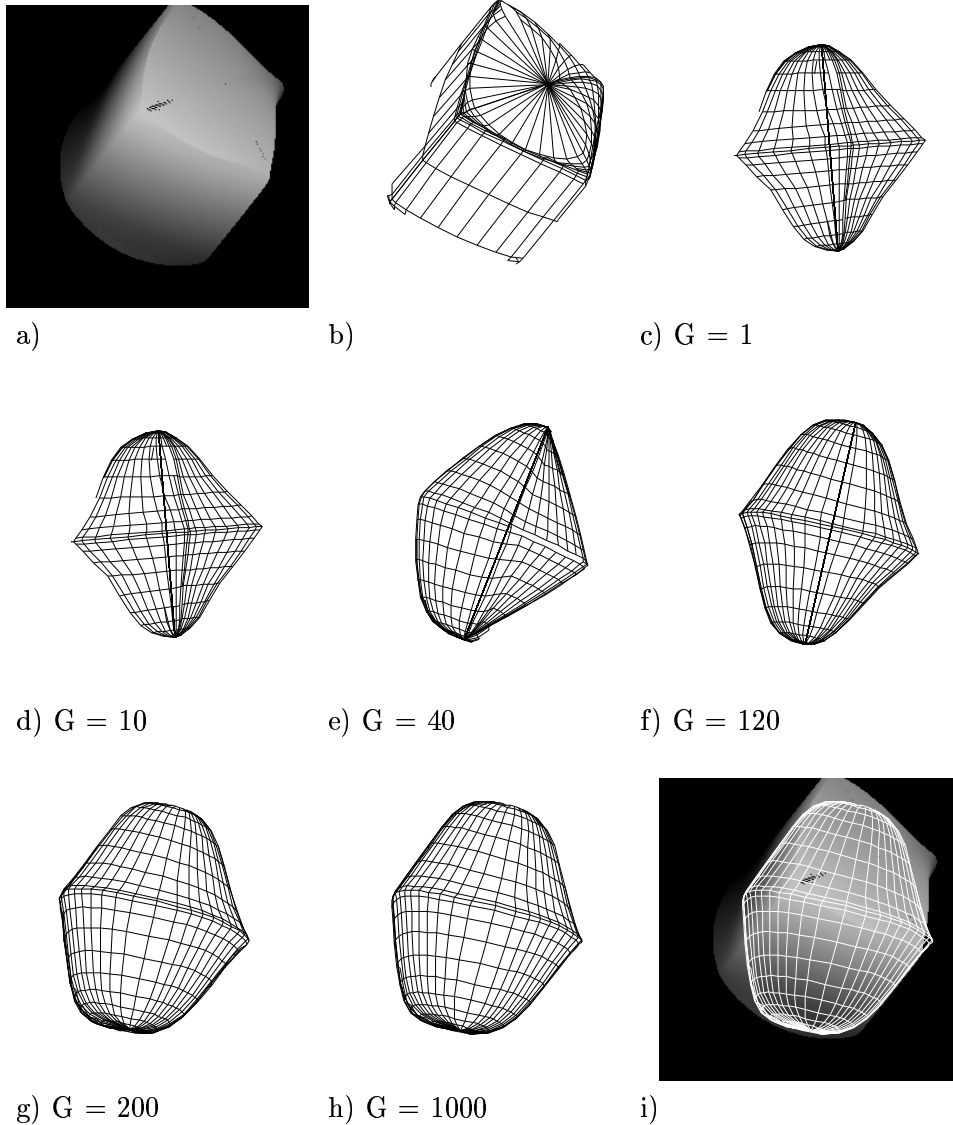 a)
b)
c) G = 1
d) G = 10
e) G = 40
f) G = 120
g) G = 200
h) G = 1000
i)